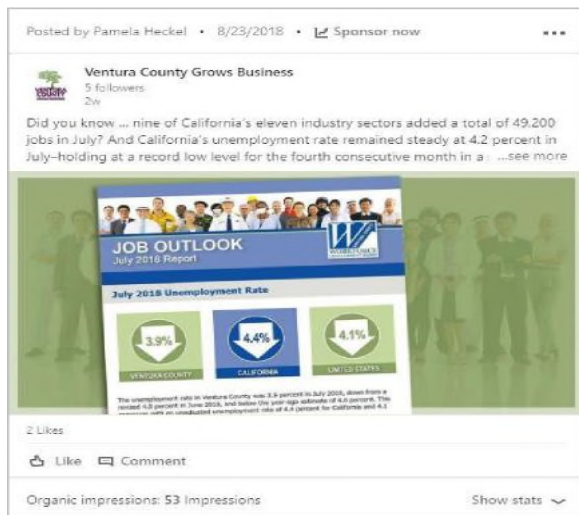 Posted by Pamela Heckel • 8/23/2018 • Sponsor now
Ventura County Grows Business
5 followers
2w
Did you know ... nine of California's eleven industry sectors added a total of 49,200
jobs in July? And California's unemployment rate remained steady at 4.2 percent in
July–holding at a record low level for the fourth consecutive month in a ...see more
VENTURA
COUNTY
JOB OUTLOOK
July 2018 Report
July 2018 Unemployment Rate
3.9%
4.4%
4.1%
VENTURA COUNTY
CALIFORNIA
UNITED STATES
The unemployment rate in Ventura County was 3.9 percent in July 2018, down from a
revised 4.0 percent in June 2018, and below the year-ago estimate of 4.6 percent. This
unadjusted unemployment rate of 4.4 percent for California and 4.1
2 Likes
Like Comment
Organic impressions: 53 Impressions
Show stats